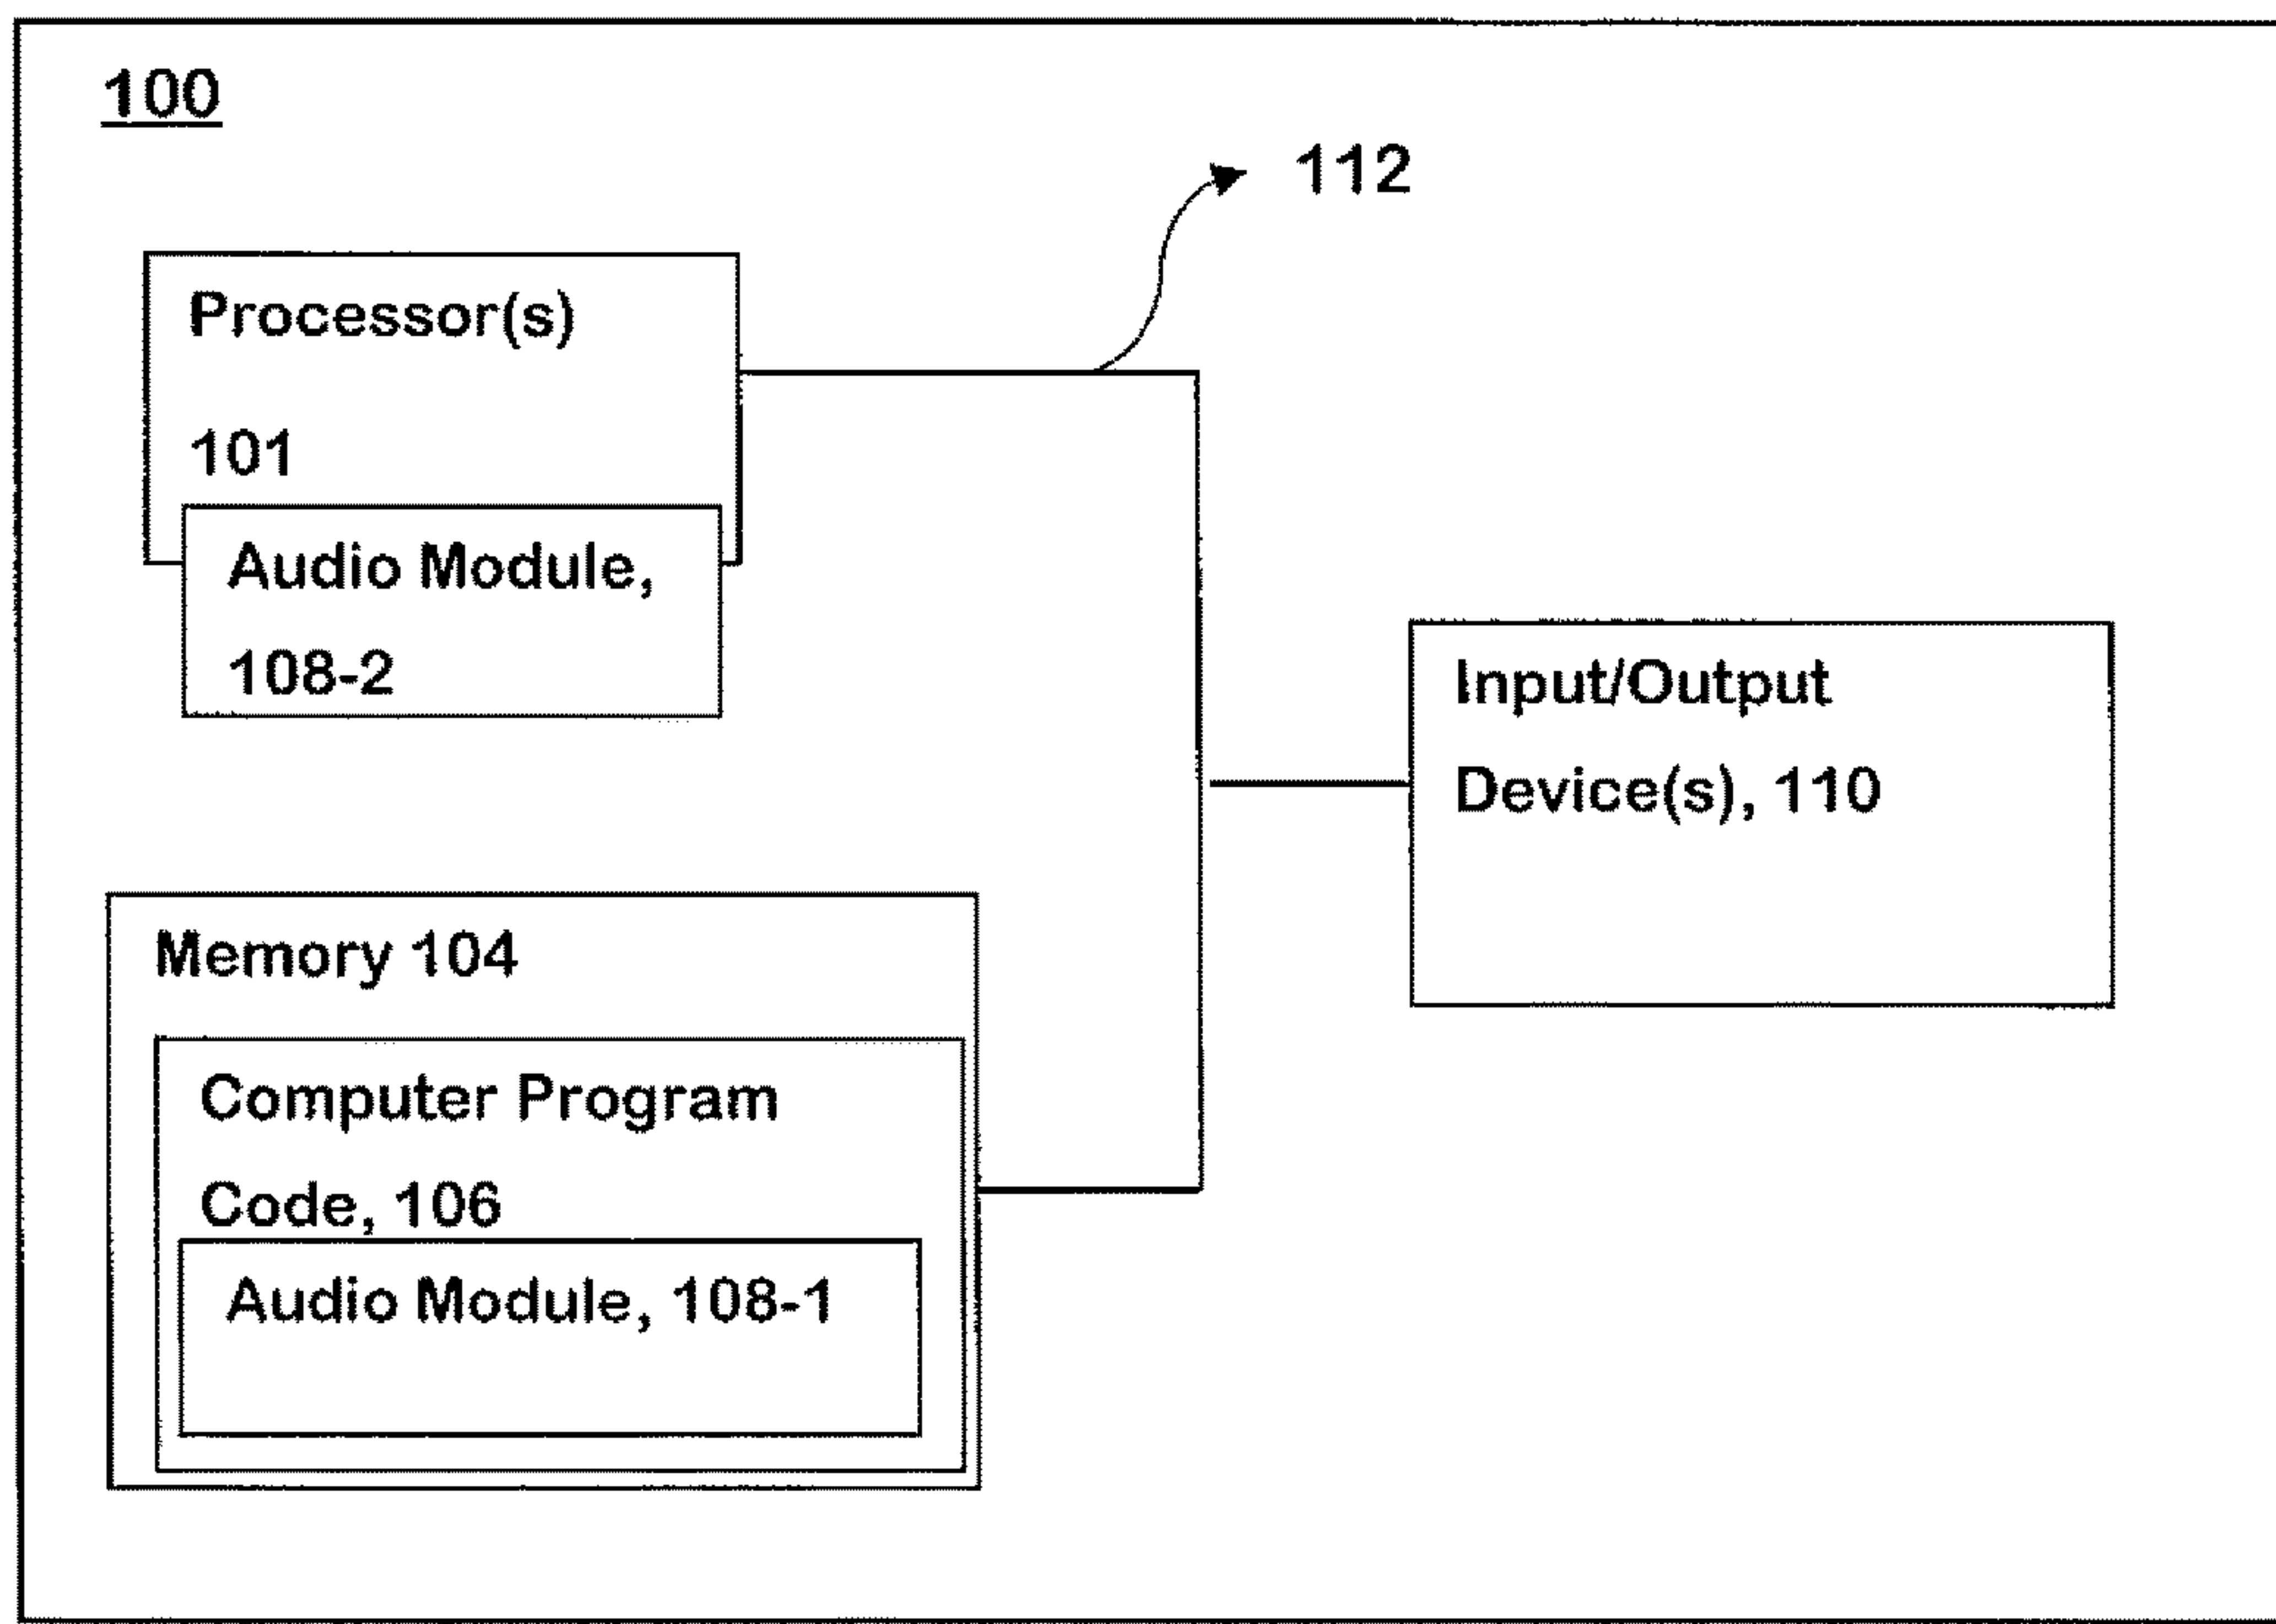 100
112
Processor(s)
101
Audio Module,
108-2
Input/Output
Device(s), 110
Memory 104
Computer Program
Code, 106
Audio Module, 108-1